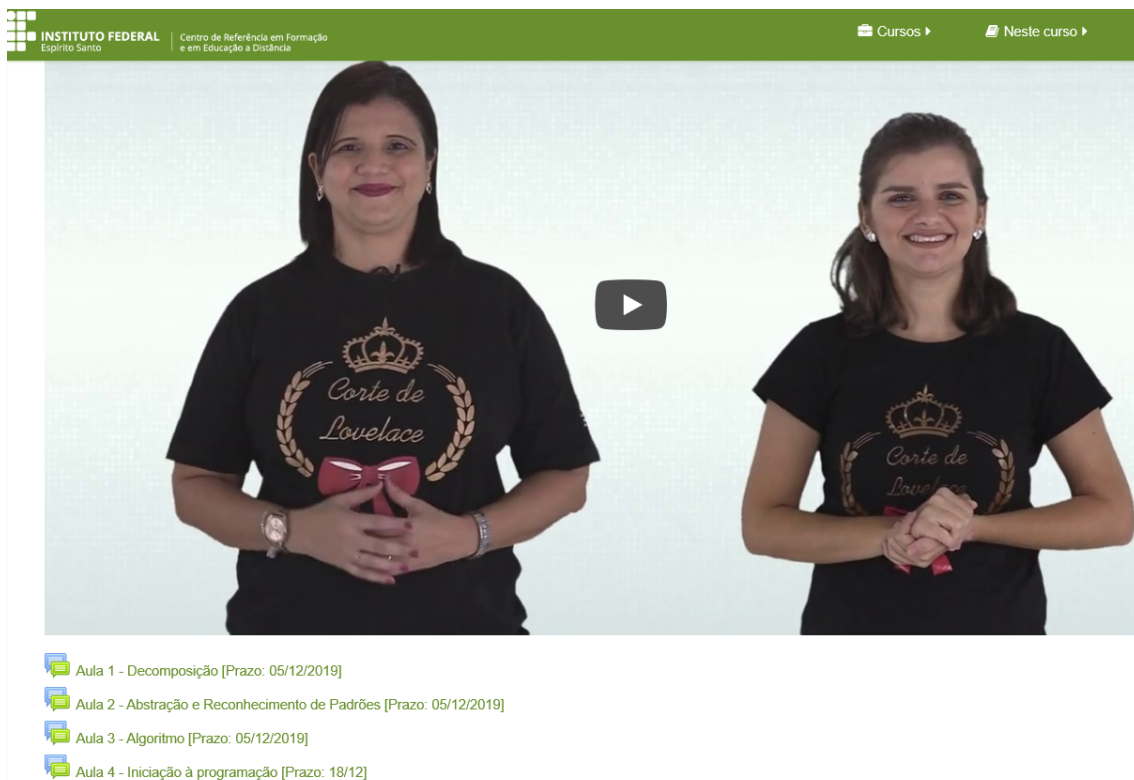 INSTITUTO FEDERAL
Espírito Santo
Centro de Referência em Formação
e em Educação a Distância
Cursos
Neste curso
Corte de
Lovelace
Corte de
Lovelace
Aula 1 - Decomposição [Prazo: 05/12/2019]
Aula 2 - Abstração e Reconhecimento de Padrões [Prazo: 05/12/2019]
Aula 3 - Algoritmo [Prazo: 05/12/2019]
Aula 4 - Iniciação à programação [Prazo: 18/12]